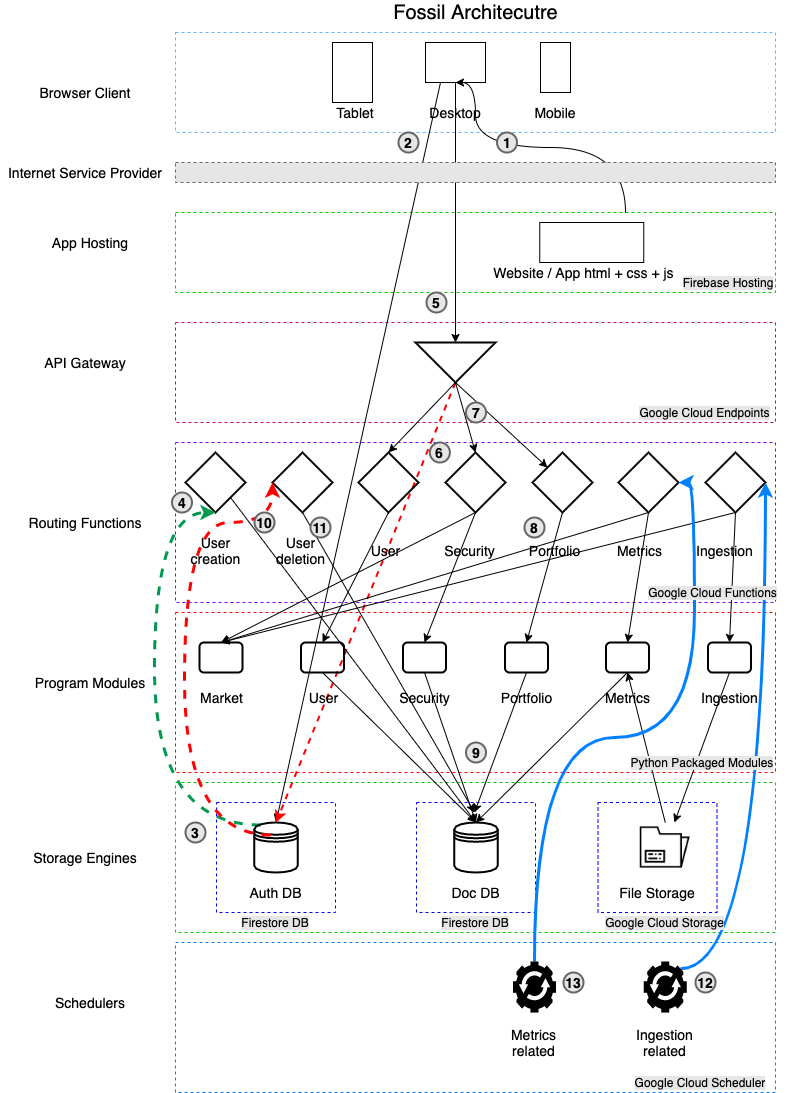 Fossil Architecutre
Browser Client
Tablet
Desktop
Mobile
2
1
Internet Service Provider
App Hosting
Website / App html + css + js
Firebase Hosting
5
API Gateway
7
Google Cloud Endpoints
6
4
10
11
8
Routing Functions
User
creation
User
deletion
User
Security
Portfolio
Metrics
Ingestion
Google Cloud Functions
Program Modules
Market
User
Security
Portfolio
Metrics
Ingestion
9
Python Packaged Modules
3
Storage Engines
Auth DB
Doc DB
File Storage
Firestore DB
Firestore DB
Google Cloud Storage
13
12
Schedulers
Metrics
related
Ingestion
related
Google Cloud Scheduler